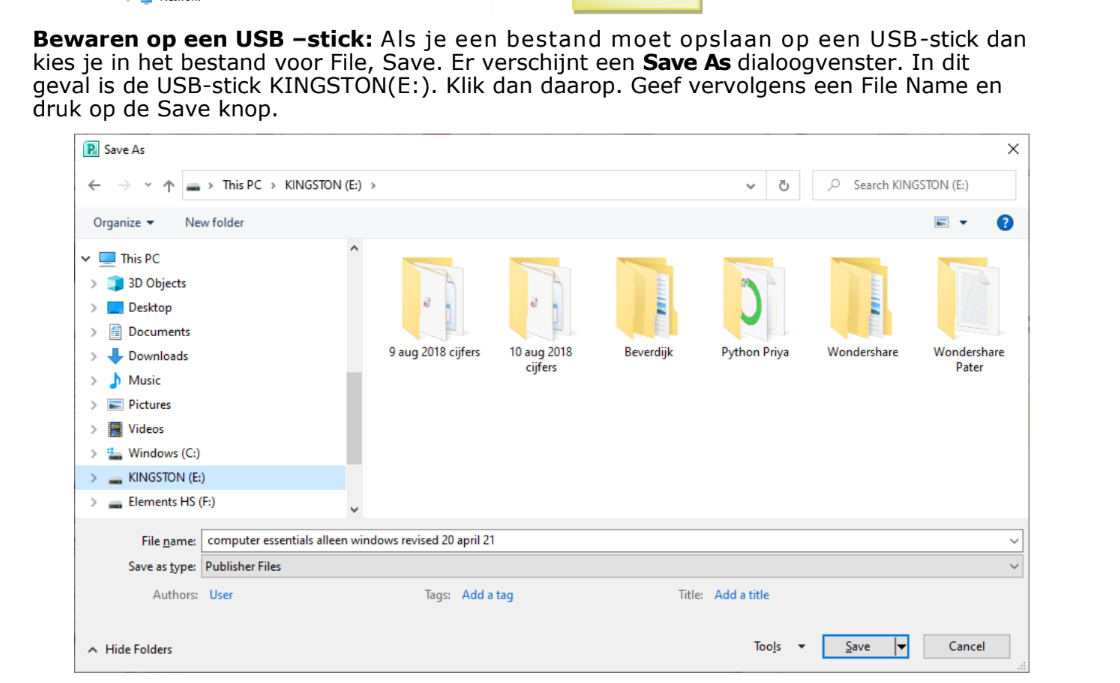 Bewaren op een USB –stick: Als je een bestand moet opslaan op een USB-stick dan
kies je in het bestand voor File, Save. Er verschijnt een Save As dialoogvenster. In dit
geval is de USB-stick KINGSTON(E:). Klik dan daarop. Geef vervolgens een File Name en
druk op de Save knop.
Save As
This PC > KINGSTON (E:) >
Search KINGSTON (E:)
Organize
New folder
This PC
3D Objects
Desktop
Documents
Downloads
Music
Pictures
Videos
Windows (C:)
KINGSTON (E:)
Elements HS (F:)
9 aug 2018 cijfers
10 aug 2018
cijfers
Beverdijk
Python Priya
Wondershare
Wondershare
Pater
File name: computer essentials alleen windows revised 20 april 21
Save as type: Publisher Files
Authors: User
Tags: Add a tag
Title: Add a title
Hide Folders
Tools
Save
Cancel